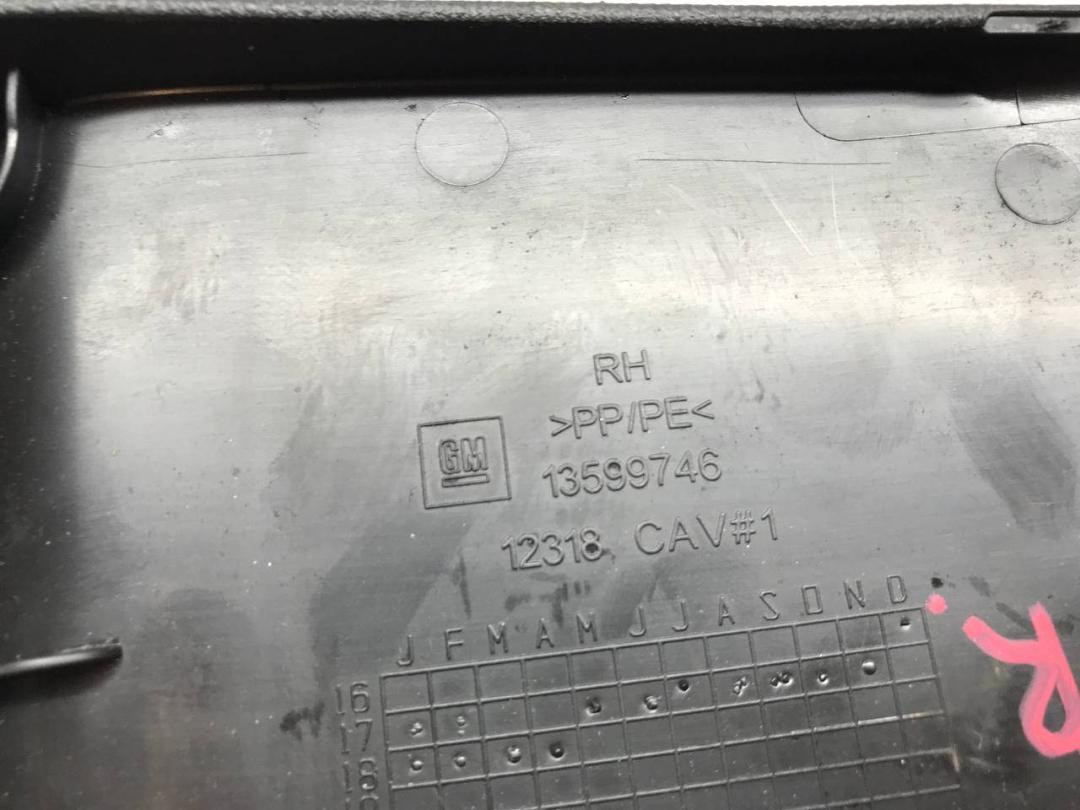 RH
>PP/PE<
GM
13599746
12318 CAV#1
J F M A M J J A S O N D
16
17
18
R